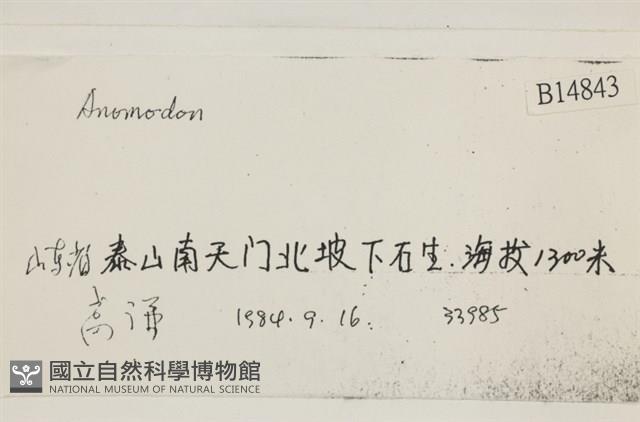 Anomodon
B14843
山东省 泰山南天门北坡下石生.海拔1300米
高谦 1984.9.16. 33985
國立自然科學博物館
NATIONAL MUSEUM OF NATURAL SCIENCE